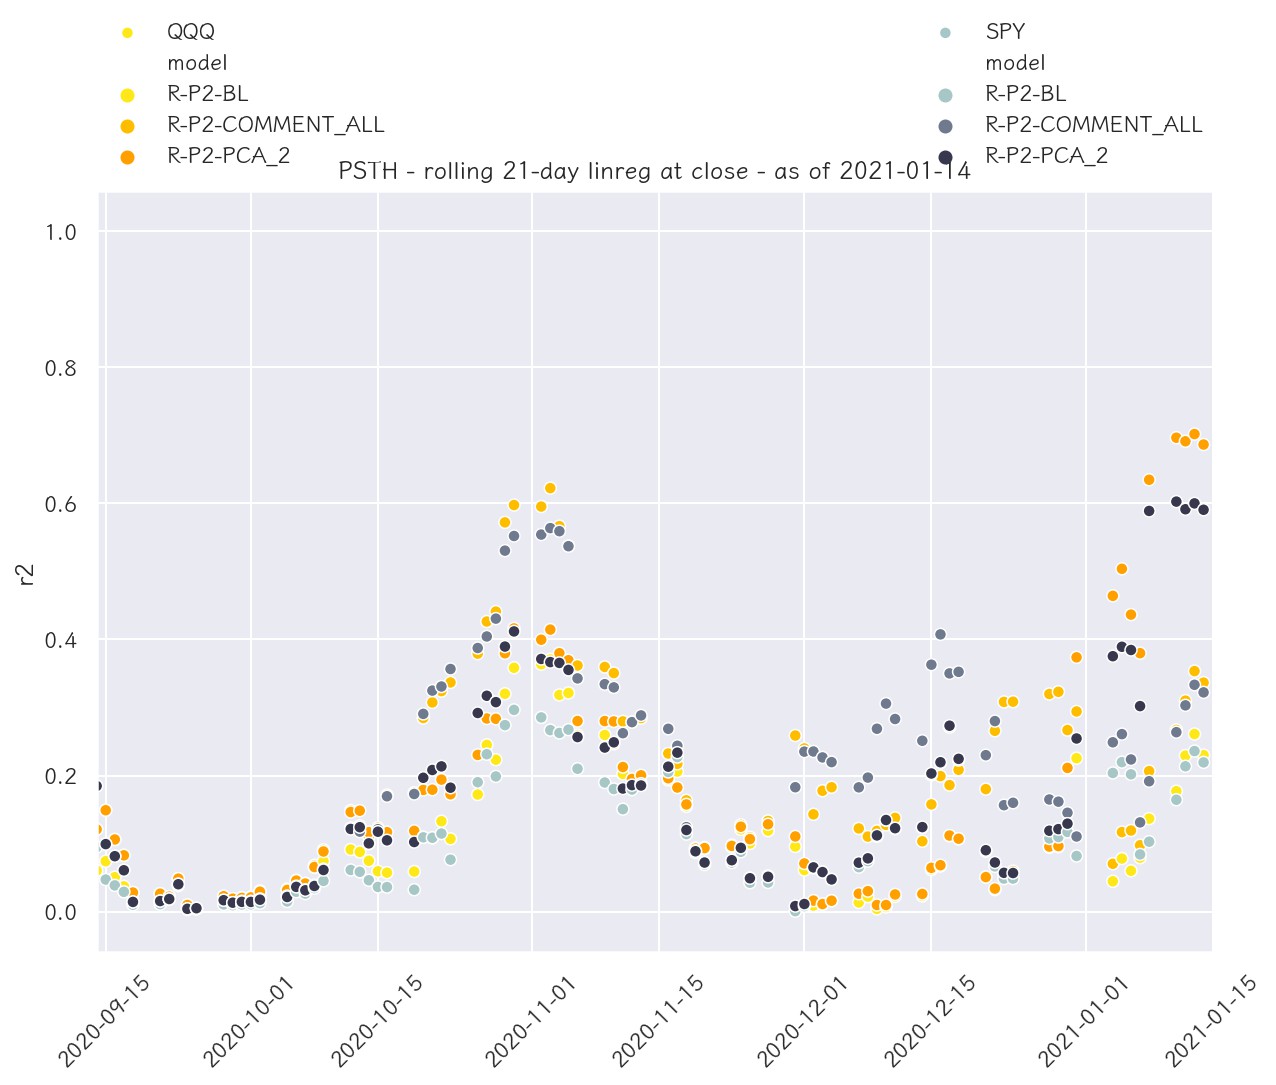 QQQ
model
R-P2-BL
R-P2-COMMENT_ALL
R-P2-PCA_2
SPY
model
R-P2-BL
R-P2-COMMENT_ALL
R-P2-PCA_2
PSTH - rolling 21-day linreg at close - as of 2021-01-14
1.0
0.8
0.6
0.4
0.2
0.0
r2
2020-09-15
2020-10-01
2020-10-15
2020-11-01
2020-11-15
2020-12-01
2020-12-15
2021-01-01
2021-01-15